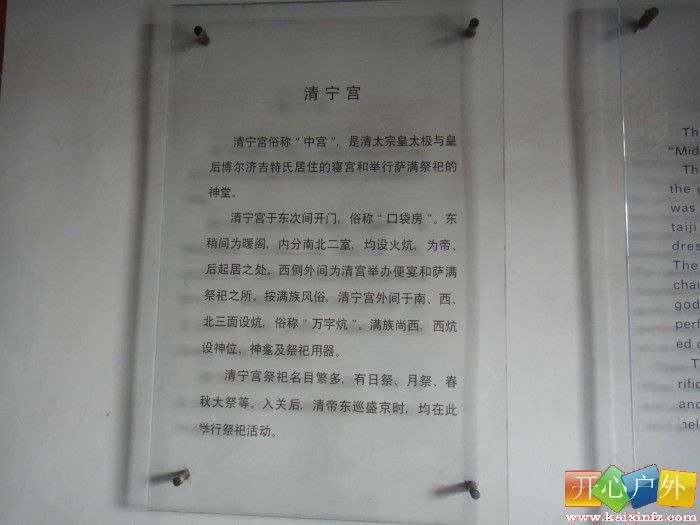 清宁宫
清宁宫俗称“中宫”，是清太宗皇太极与皇
后博尔济吉特氏居住的寝宫和举行萨满祭祀的
神堂。
清宁宫于东次间开门，俗称“口袋房”。东
稍间为暖阁，内分南北二室，均设火炕，为帝、
后起居之处。西侧外间为清宫举办便宴和萨满
祭祀之所。按满族风俗，清宁宫外间于南、西、
北三面设炕，俗称“万字炕”。满族尚西，西炕
设神位，神龛及祭祀用器。
清宁宫祭祀名目繁多，有日祭、月祭、春
秋大祭等。入关后，清帝东巡盛京时，均在此
举行祭祀活动。
Th
“Mid
The
the g
was
taiji
dres
The
char
god
perf
ed o
T
rific
and
hel
开心户外
www.kaixinfz.com